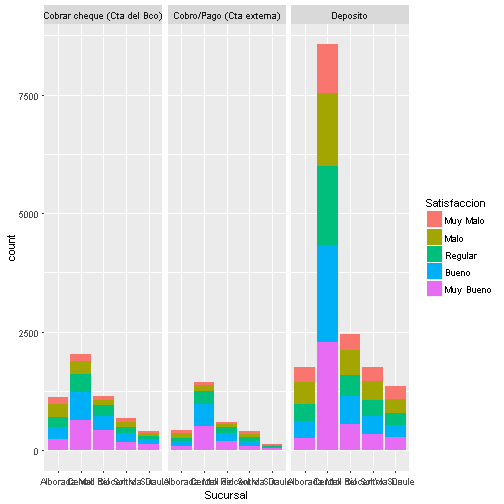 Cobrar cheque (Cta del Bco)
Cobro/Pago (Cta externa)
Deposito
7500
5000
2500
0
count
Sucursal
Satisfaccion
Muy Malo
Malo
Regular
Bueno
Muy Bueno